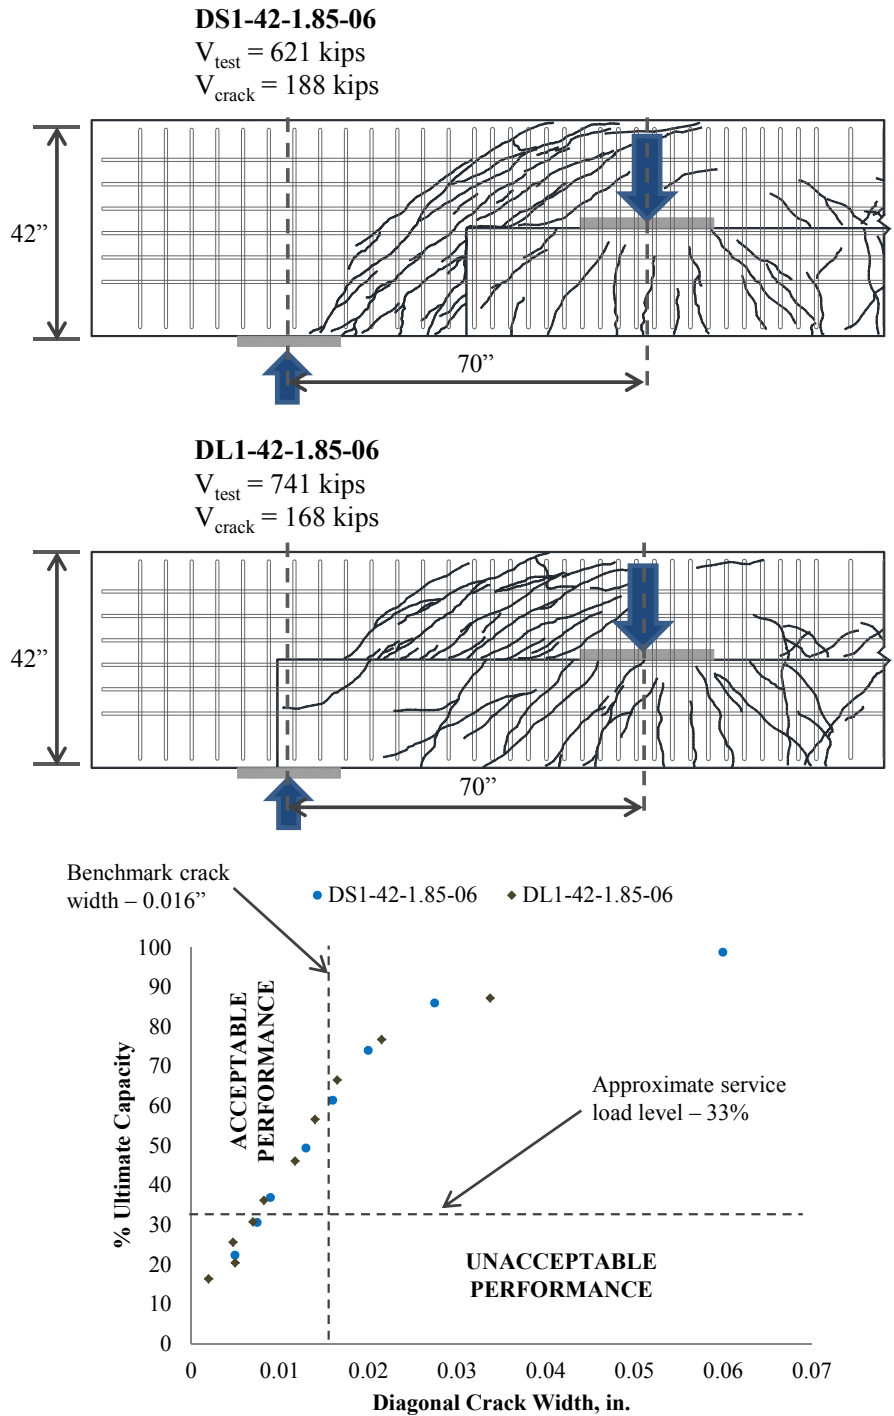 DS1-42-1.85-06
Vtest = 621 kips
Vcrack = 188 kips
42”
70”
DL1-42-1.85-06
Vtest = 741 kips
Vcrack = 168 kips
42”
70”
Benchmark crack
width – 0.016”
DS1-42-1.85-06
DL1-42-1.85-06
100
90
80
70
60
50
40
30
20
10
0
% Ultimate Capacity
ACCEPTABLE
PERFORMANCE
Approximate service
load level – 33%
UNACCEPTABLE
PERFORMANCE
0
0.01
0.02
0.03
0.04
0.05
0.06
0.07
Diagonal Crack Width, in.